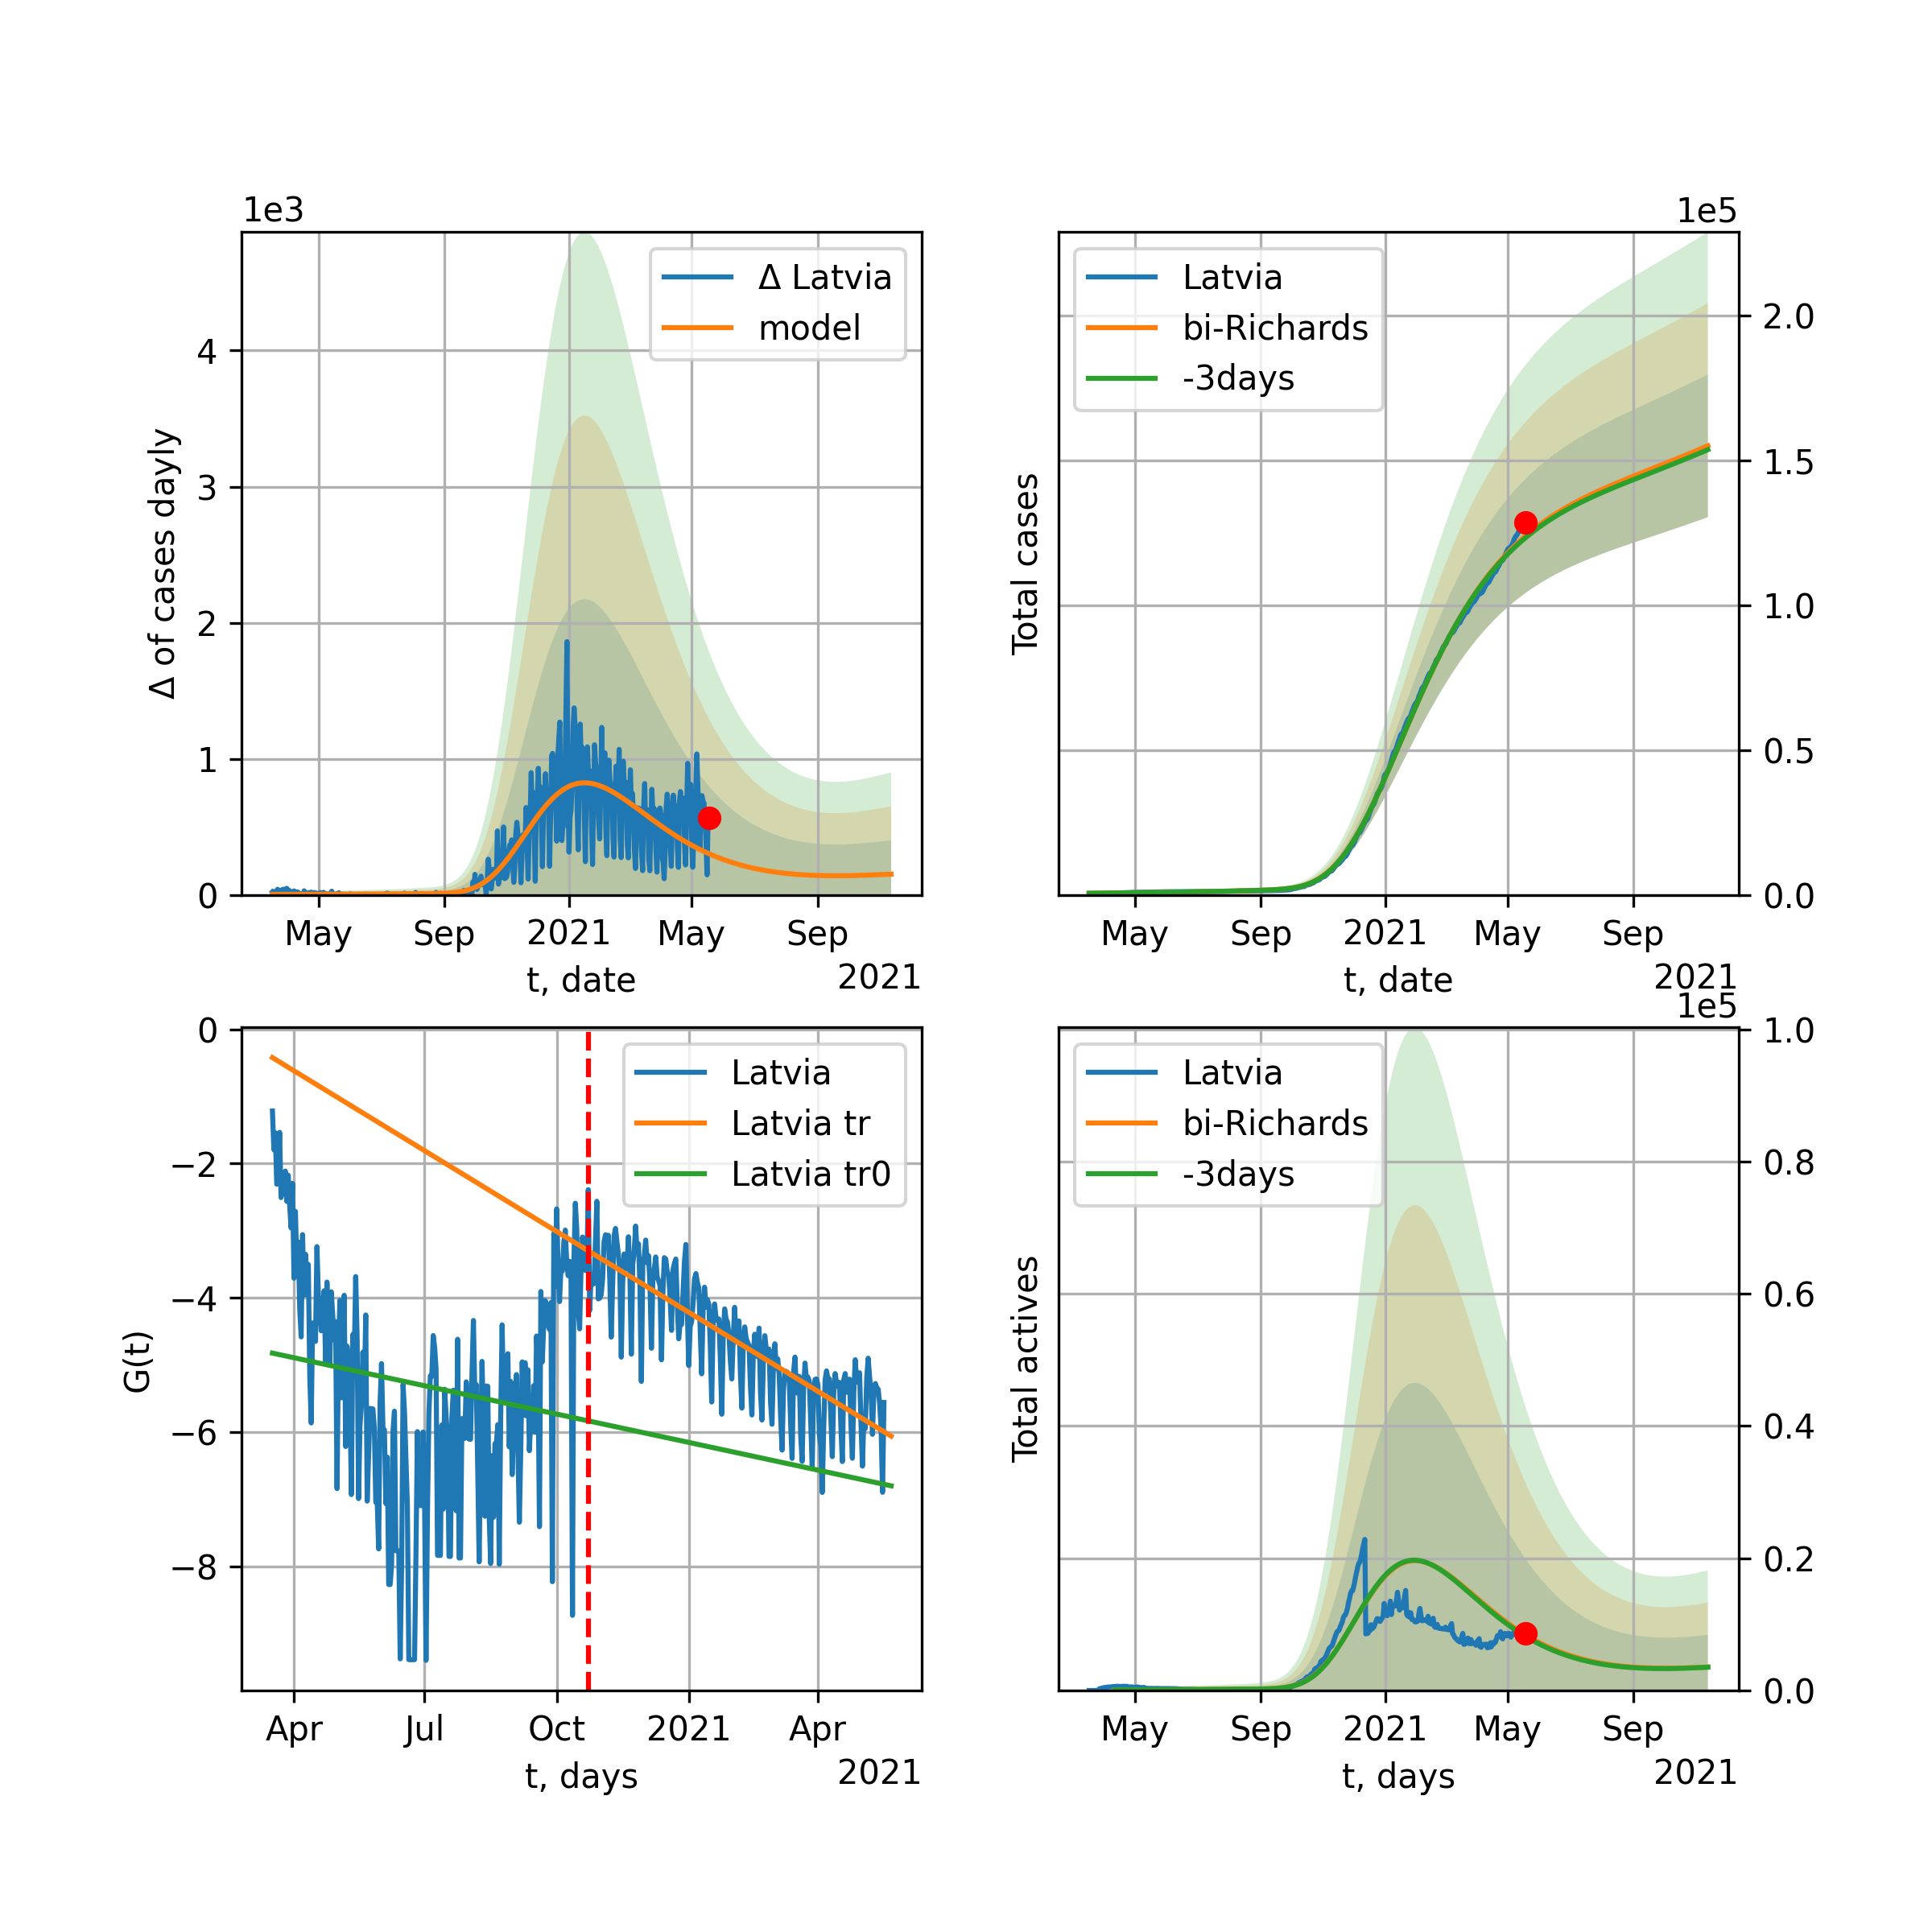 1e3
Δ Latvia
model
4
3
2
1
0
Δ of cases dayly
May Sep 2021 May Sep
t, date
2021
1e5
Latvia
bi-Richards
-3days
2.0
1.5
1.0
0.5
0.0
Total cases
May Sep 2021 May Sep
t, date
2021
Latvia
Latvia tr
Latvia tr0
0
−2
−4
−6
−8
G(t)
Apr Jul Oct 2021 Apr
t, days
2021
1e5
Latvia
bi-Richards
-3days
1.0
0.8
0.6
0.4
0.2
0.0
Total actives
May Sep 2021 May Sep
t, days
2021